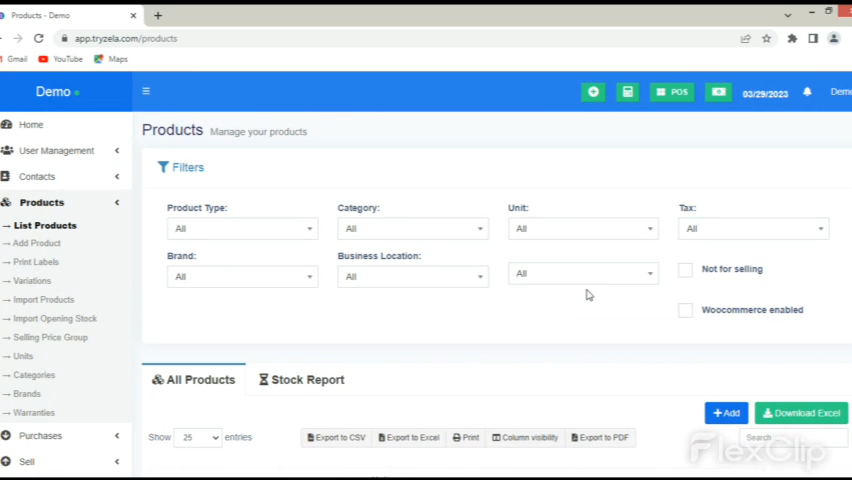 Products - Demo
app.tryzela.com/products
Gmail YouTube Maps
Demo
POS
03/29/2023
Demo
Home
User Management
Contacts
Products
List Products
Add Product
Print Labels
Variations
Import Products
Import Opening Stock
Selling Price Group
Units
Categories
Brands
Warranties
Purchases
Sell
Products Manage your products
Filters
Product Type: Category: Unit: Tax:
All All All All
Brand: Business Location:
All All All
Not for selling
Woocommerce enabled
All Products Stock Report
+ Add Download Excel
Show 25 entries Export to CSV Export to Excel Print Column visibility Export to PDF Search
FlexClip